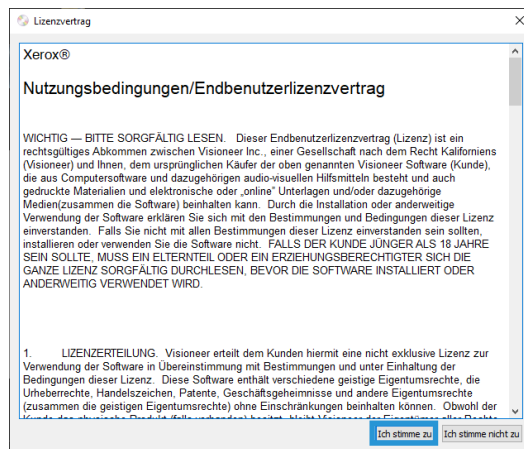 Lizenzvertrag
Xerox®
Nutzungsbedingungen/Endbenutzerlizenzvertrag
WICHTIG — BITTE SORGFÄLTIG LESEN. Dieser Endbenutzerlizenzvertrag (Lizenz) ist ein
rechtsgültiges Abkommen zwischen Visioneer Inc., einer Gesellschaft nach dem Recht Kaliforniens
(Visioneer) und Ihnen, dem ursprünglichen Käufer der oben genannten Visioneer Software (Kunde),
die aus Computersoftware und dazugehörigen audio-visuellen Hilfsmitteln besteht und auch
gedruckte Materialien und elektronische oder „online" Unterlagen und/oder dazugehörige
Medien(zusammen die Software) beinhalten kann. Durch die Installation oder anderweitige
Verwendung der Software erklären Sie sich mit den Bestimmungen und Bedingungen dieser Lizenz
einverstanden. Falls Sie nicht mit allen Bestimmungen dieser Lizenz einverstanden sein sollten,
installieren oder verwenden Sie die Software nicht. FALLS DER KUNDE JÜNGER ALS 18 JAHRE
SEIN SOLLTE, MUSS EIN ELTERNTEIL ODER EIN ERZIEHUNGSBERECHTIGTER SICH DIE
GANZE LIZENZ SORGFÄLTIG DURCHLESEN, BEVOR DIE SOFTWARE INSTALLIERT ODER
ANDERWEITIG VERWENDET WIRD.
1. LIZENZERTEILUNG. Visioneer erteilt dem Kunden hiermit eine nicht exklusive Lizenz zur
Verwendung der Software in Übereinstimmung mit Bestimmungen und unter Einhaltung der
Bedingungen dieser Lizenz. Diese Software enthält verschiedene geistige Eigentumsrechte, die
Urheberrechte, Handelszeichen, Patente, Geschäftsgeheimnisse und andere Eigentumsrechte
(zusammen die geistigen Eigentumsrechte) ohne Einschränkungen beinhalten können. Obwohl der
Ich stimme zu
Ich stimme nicht zu